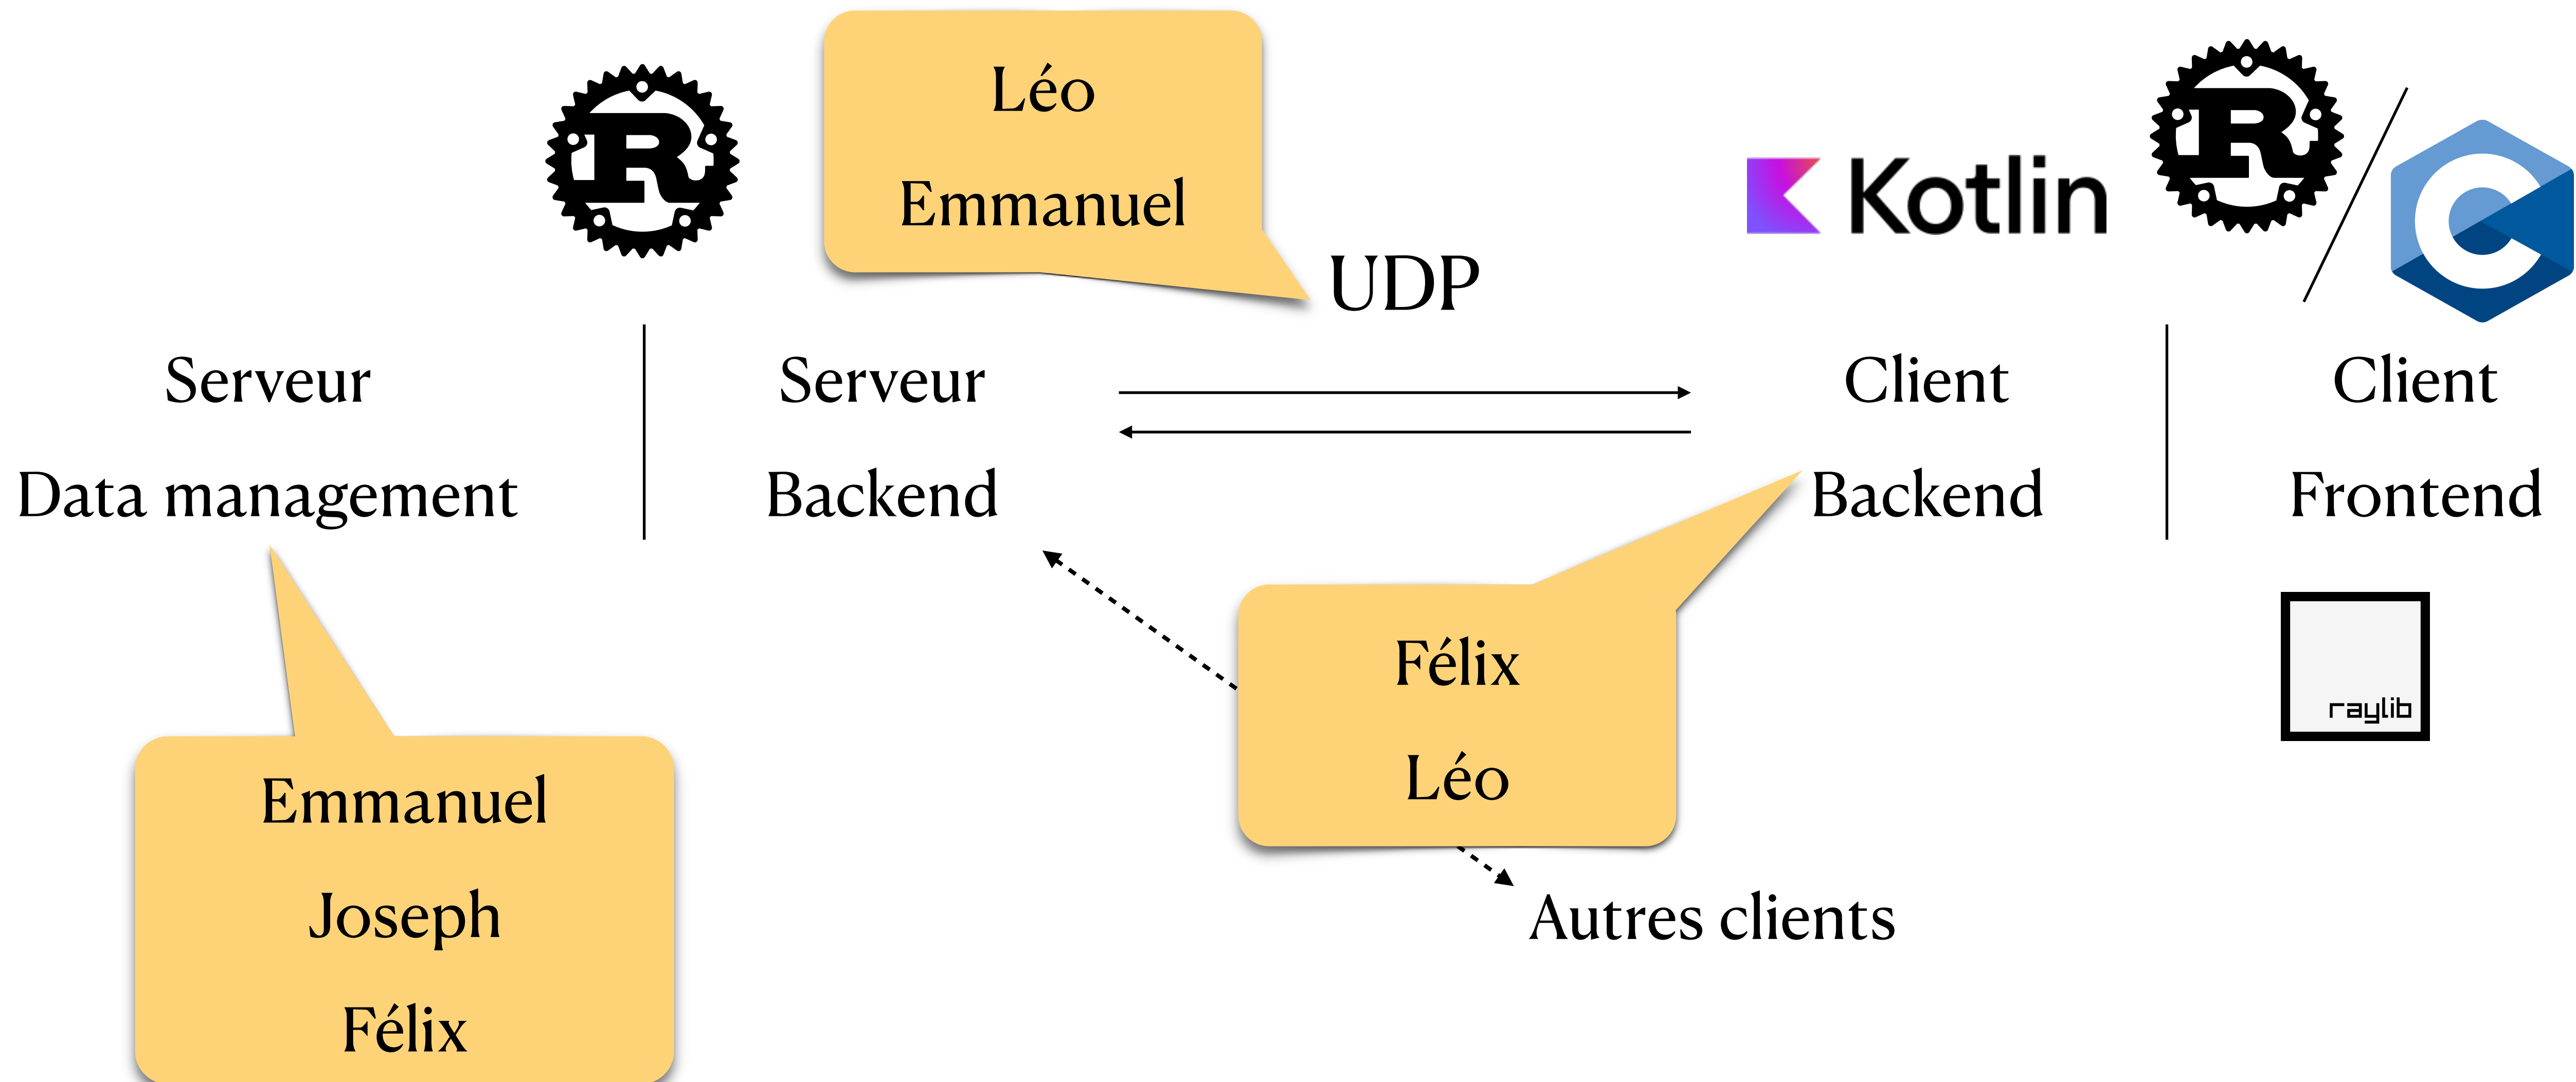 Léo
Emmanuel
UDP
Kotlin
R
C
Serveur
Data management
Serveur
Backend
Client
Backend
Client
Frontend
raylib
Félix
Léo
Autres clients
Emmanuel
Joseph
Félix